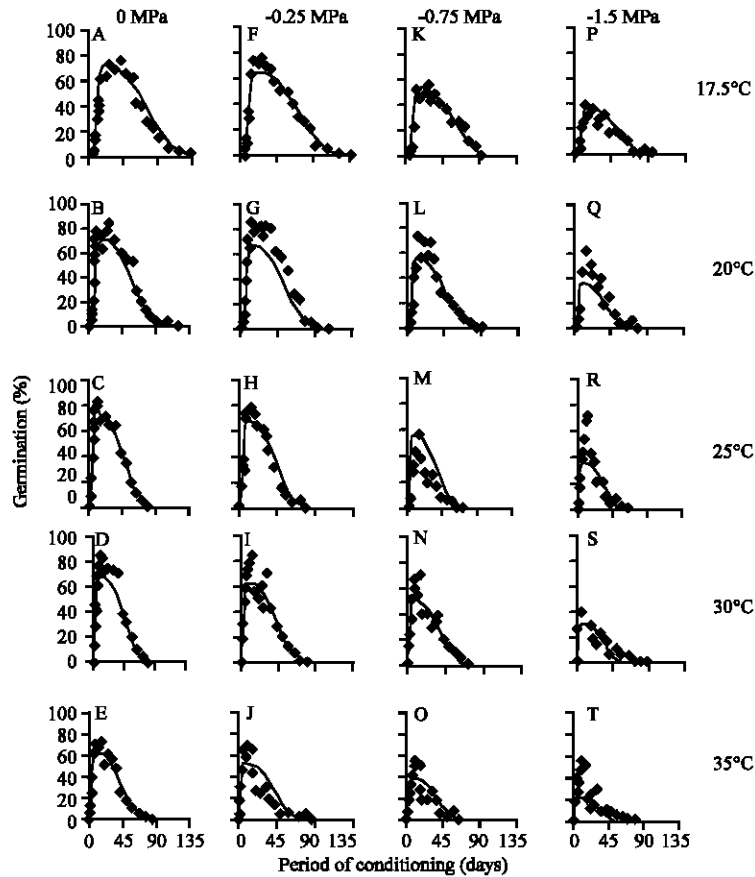 0 MPa -0.25 MPa -0.75 MPa -1.5 MPa
A F K P
100
80
60
40
20
0
17.5°C
B G L Q
100
80
60
40
20
0
20°C
C H M R
100
80
60
40
20
0
25°C
Germination (%)
D I N S
100
80
60
40
20
0
30°C
E J O T
100
80
60
40
20
0
35°C
0 45 90 135 0 45 90 135 0 45 90 135 0 45 90 135
Period of conditioning (days)